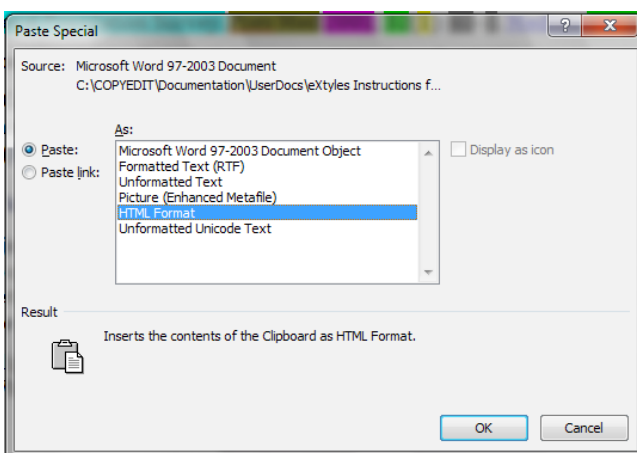 Paste Special
Source: Microsoft Word 97-2003 Document
C:\COPYEDIT\Documentation\UserDocs\eXtyles Instructions f...
As:
Paste:
Paste link:
Microsoft Word 97-2003 Document Object
Formatted Text (RTF)
Unformatted Text
Picture (Enhanced Metafile)
HTML Format
Unformatted Unicode Text
Display as icon
Result
Inserts the contents of the Clipboard as HTML Format.
OK Cancel